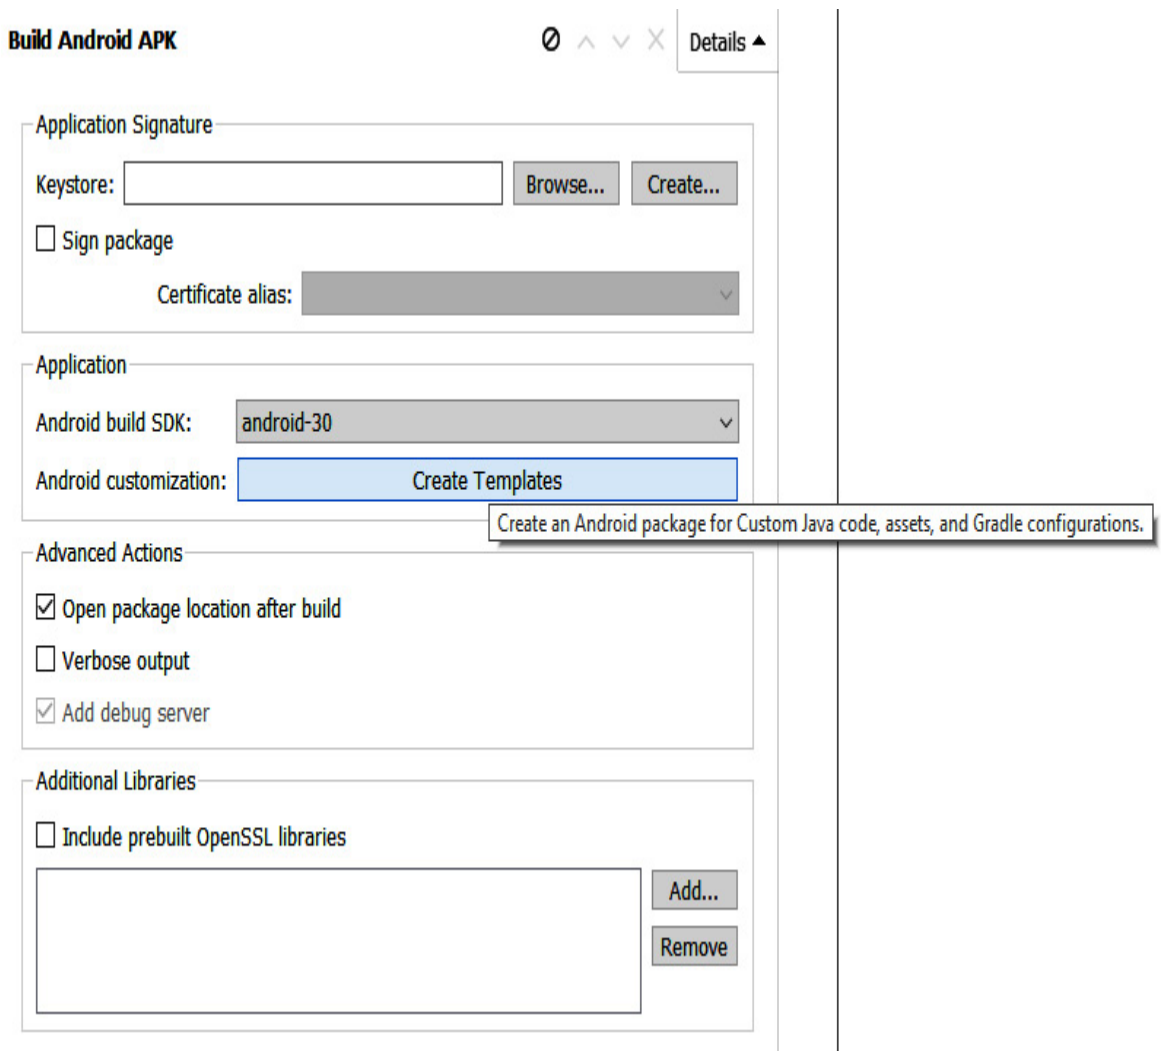 Build Android APK
Details
Application Signature
Keystore: Browse... Create...
Sign package
Certificate alias:
Application
Android build SDK: android-30
Android customization: Create Templates
Create an Android package for Custom Java code, assets, and Gradle configurations.
Advanced Actions
Open package location after build
Verbose output
Add debug server
Additional Libraries
Include prebuilt OpenSSL libraries
Add...
Remove